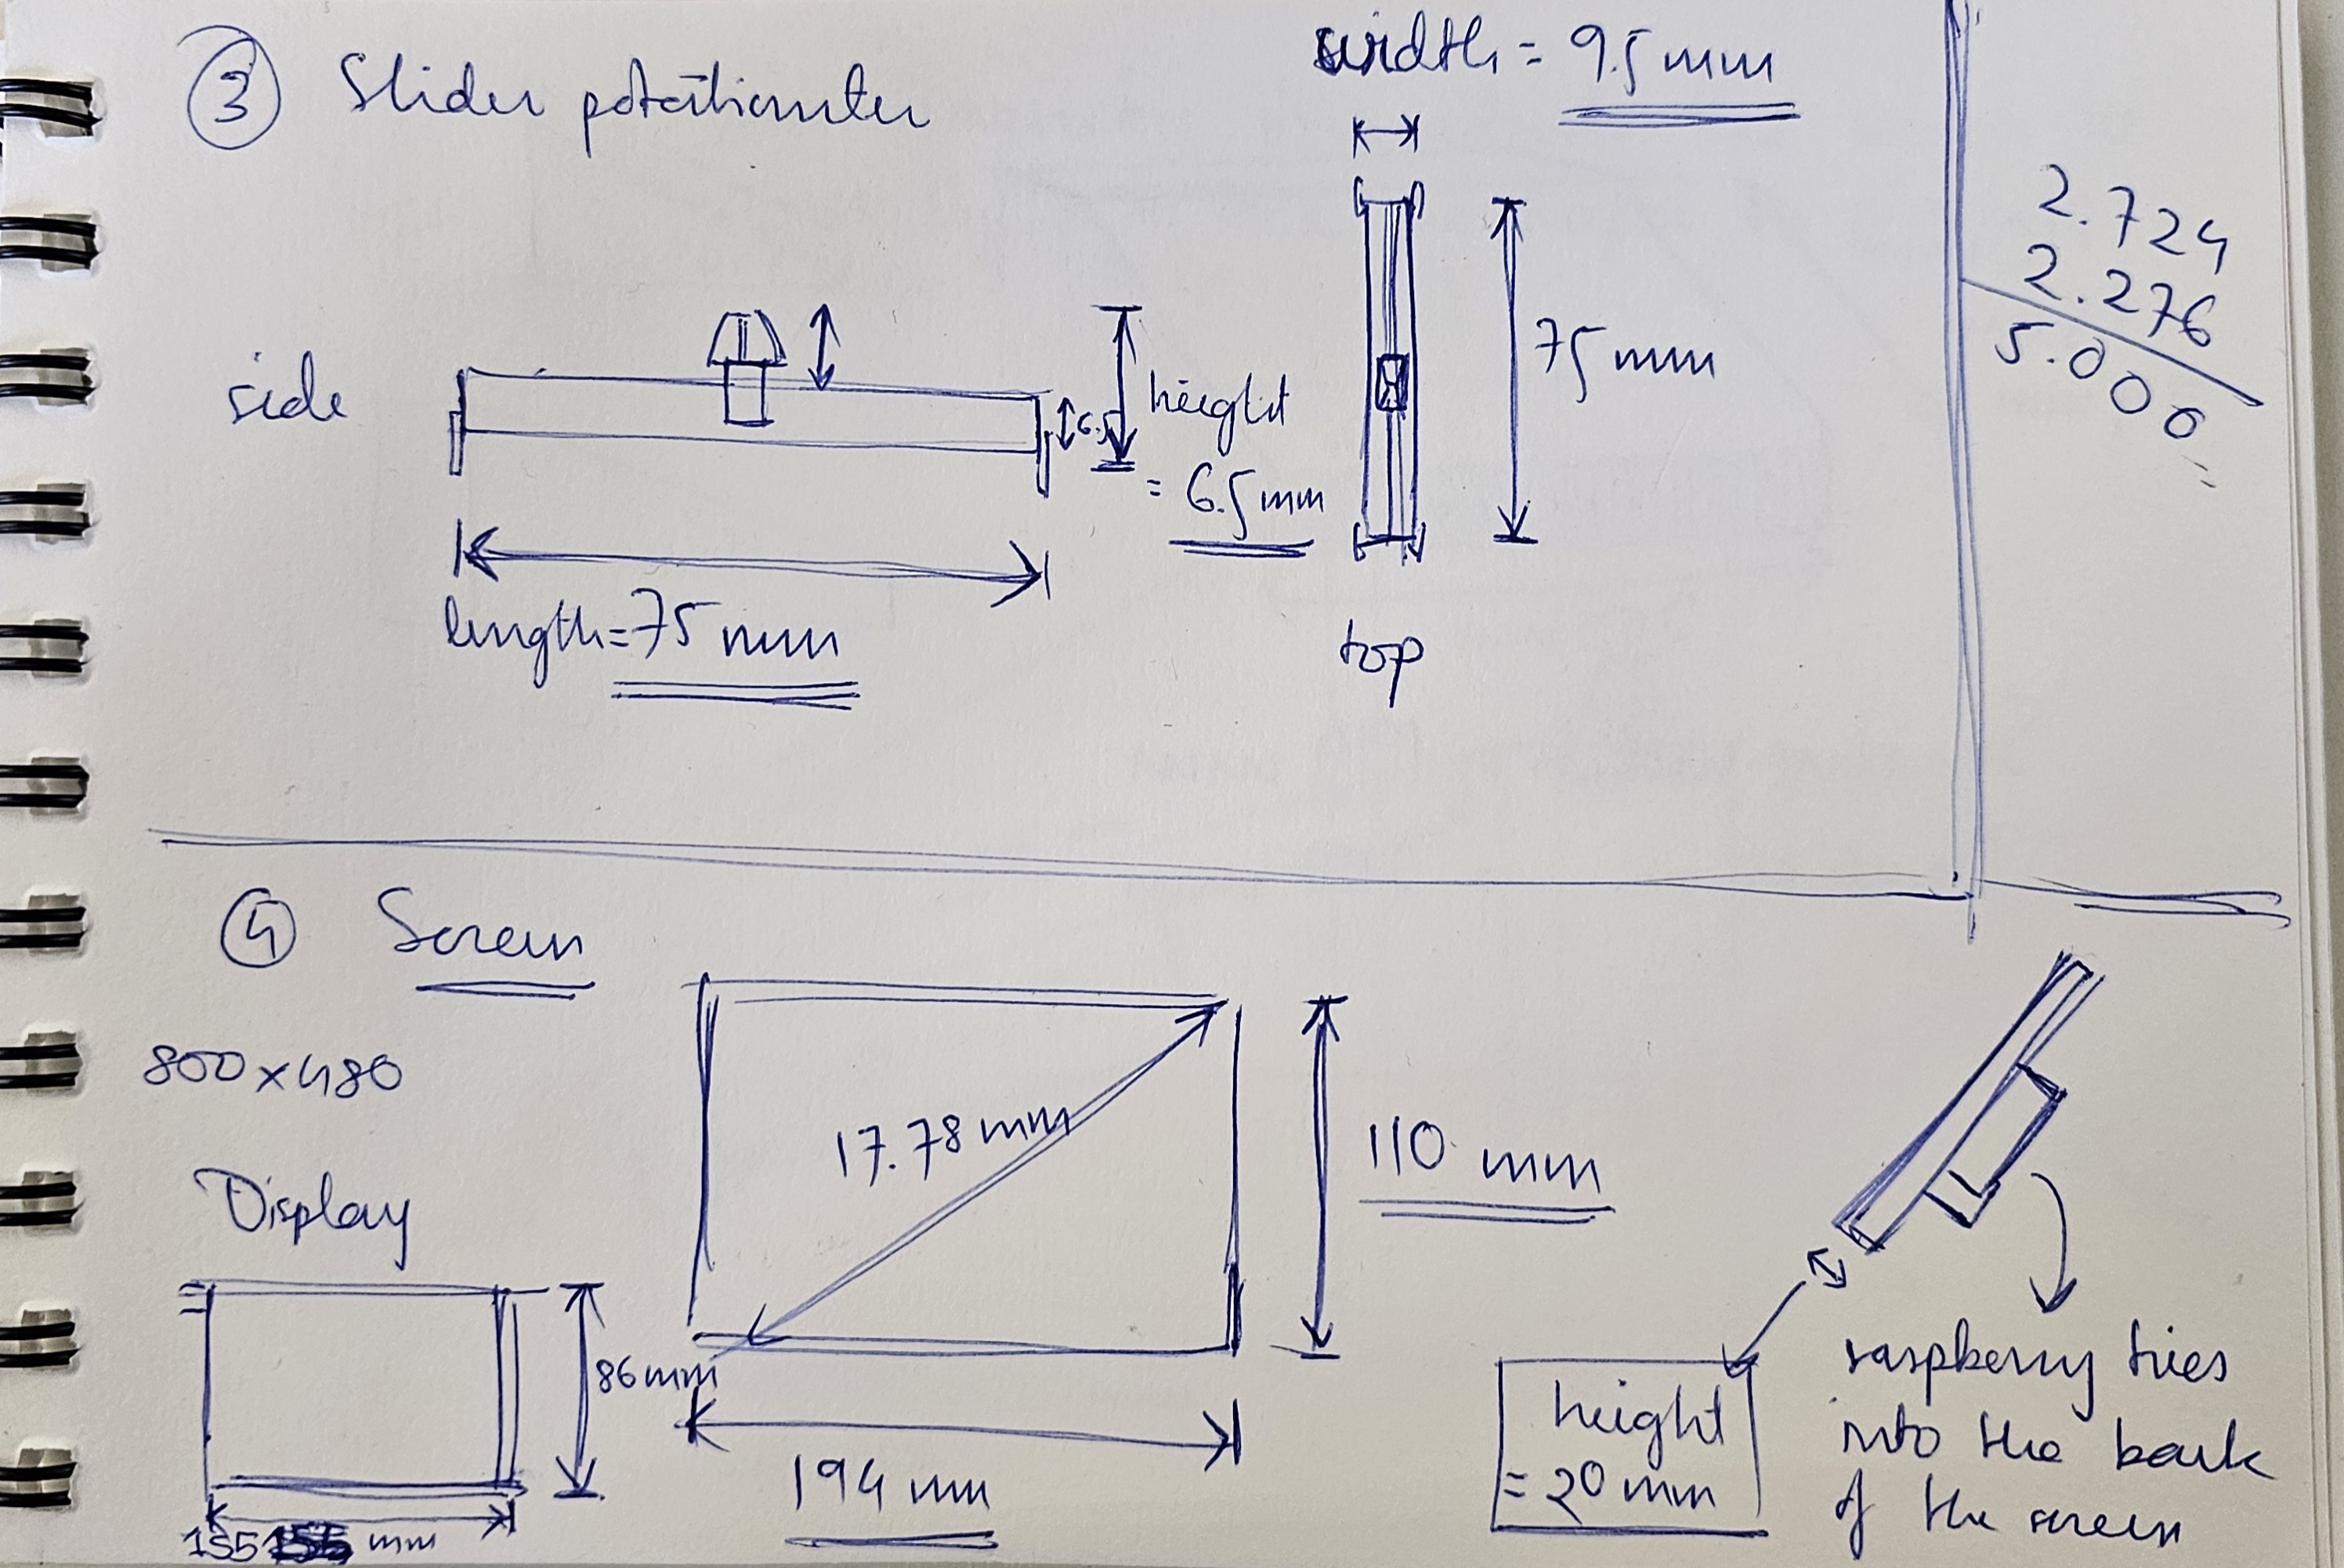 3 Slider potentiometer
width = 9.5 mm
2.724
2.276
5.000
side
6.5
height
= 6.5 mm
75 mm
length = 75 mm
top
4 Screen
800x480
17.78 mm
110 mm
Display
86 mm
194 mm
155 mm
height
= 20 mm
raspberry ties
into the back
of the screen